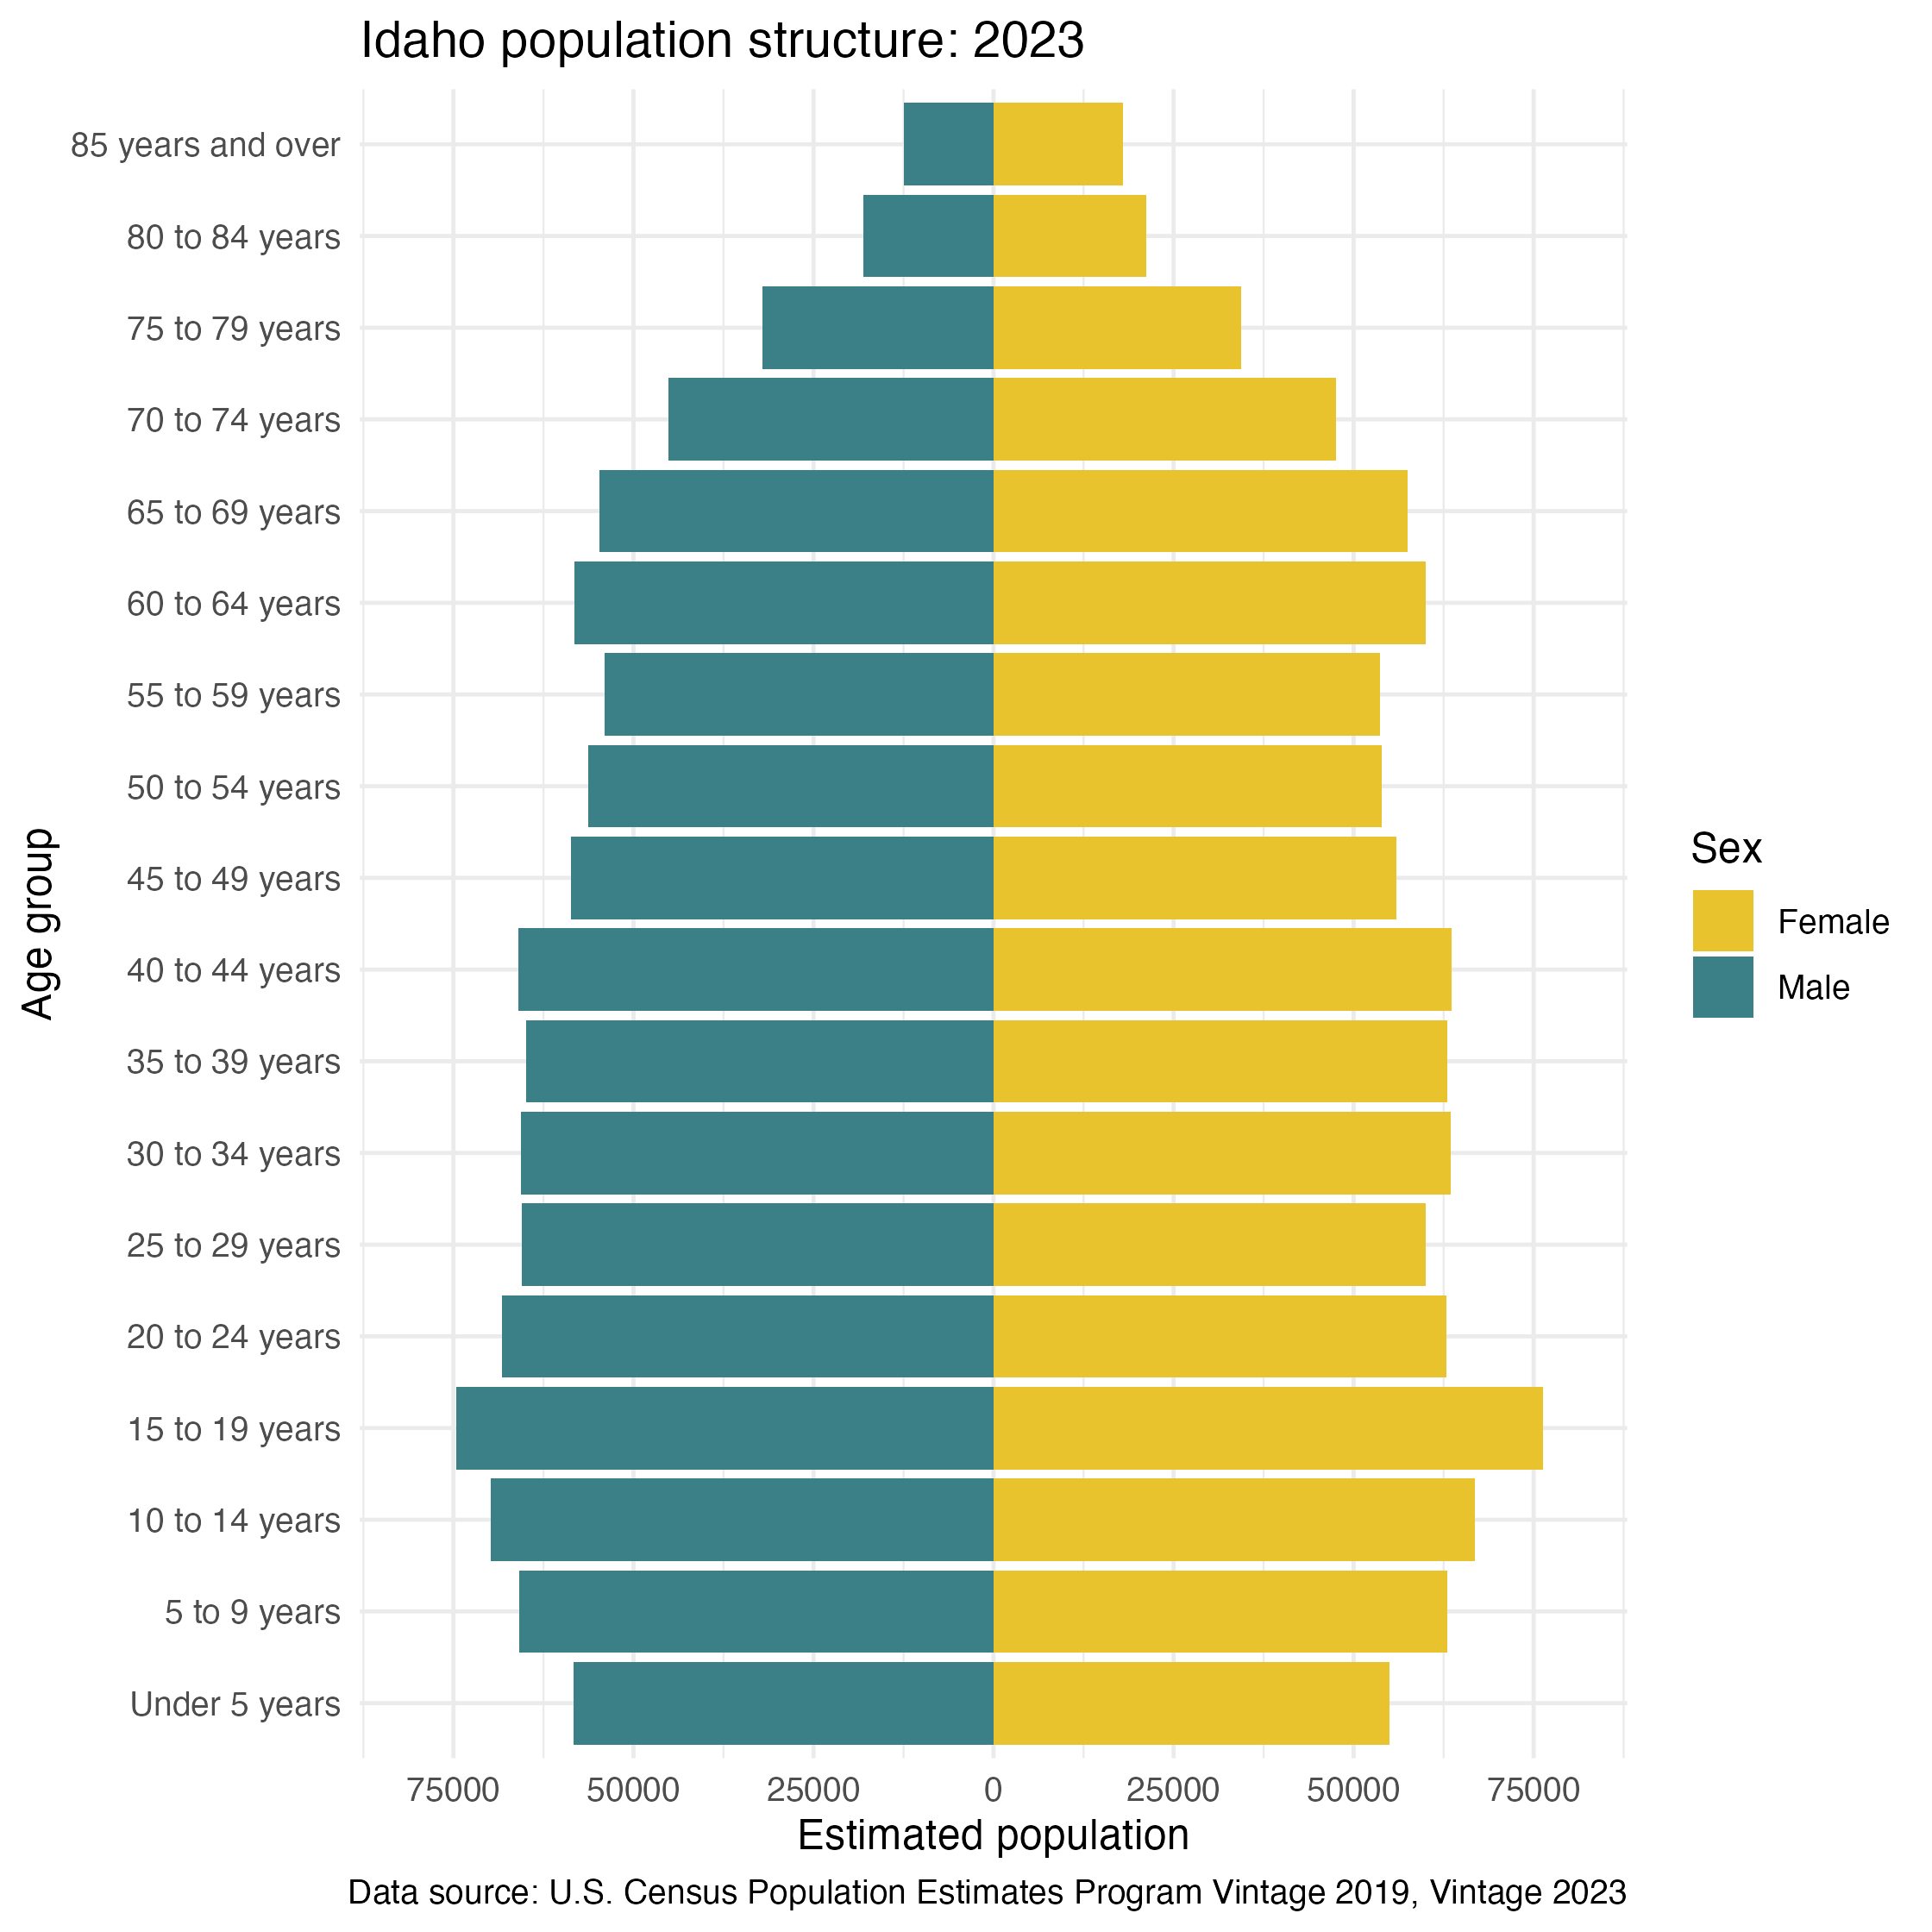 Idaho population structure: 2023
85 years and over
80 to 84 years
75 to 79 years
70 to 74 years
65 to 69 years
60 to 64 years
55 to 59 years
50 to 54 years
45 to 49 years
40 to 44 years
35 to 39 years
30 to 34 years
25 to 29 years
20 to 24 years
15 to 19 years
10 to 14 years
5 to 9 years
Under 5 years
Age group
75000 50000 25000 0 25000 50000 75000
Estimated population
Sex
Female
Male
Data source: U.S. Census Population Estimates Program Vintage 2019, Vintage 2023